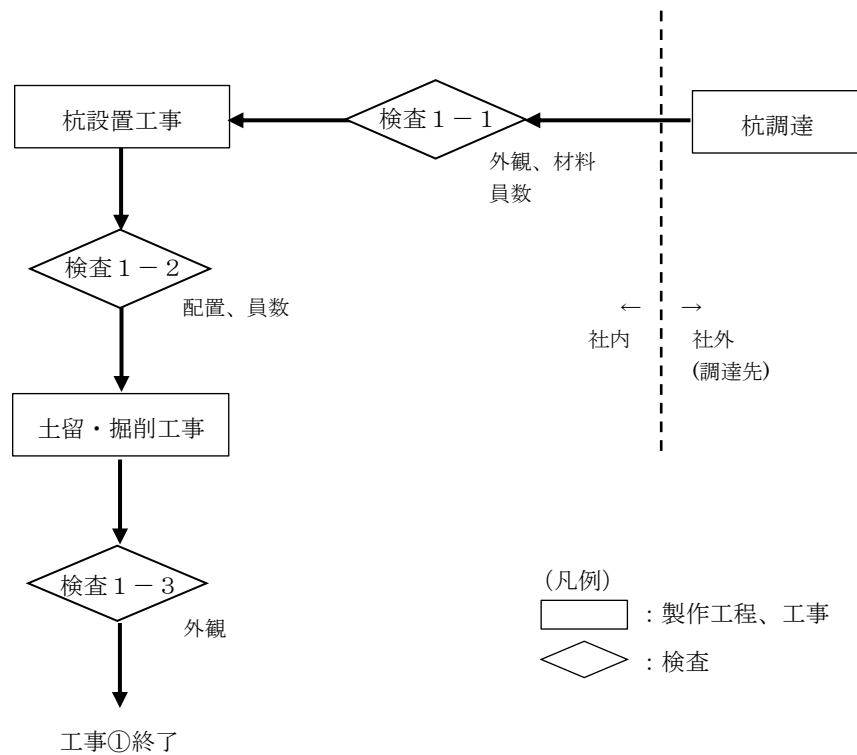 杭設置工事
検査１－１
杭調達
外観、材料
員数
検査１－２
配置、員数
← →
社内 社外
(調達先)
土留・掘削工事
検査１－３
外観
(凡例)
：製作工程、工事
：検査
工事①終了